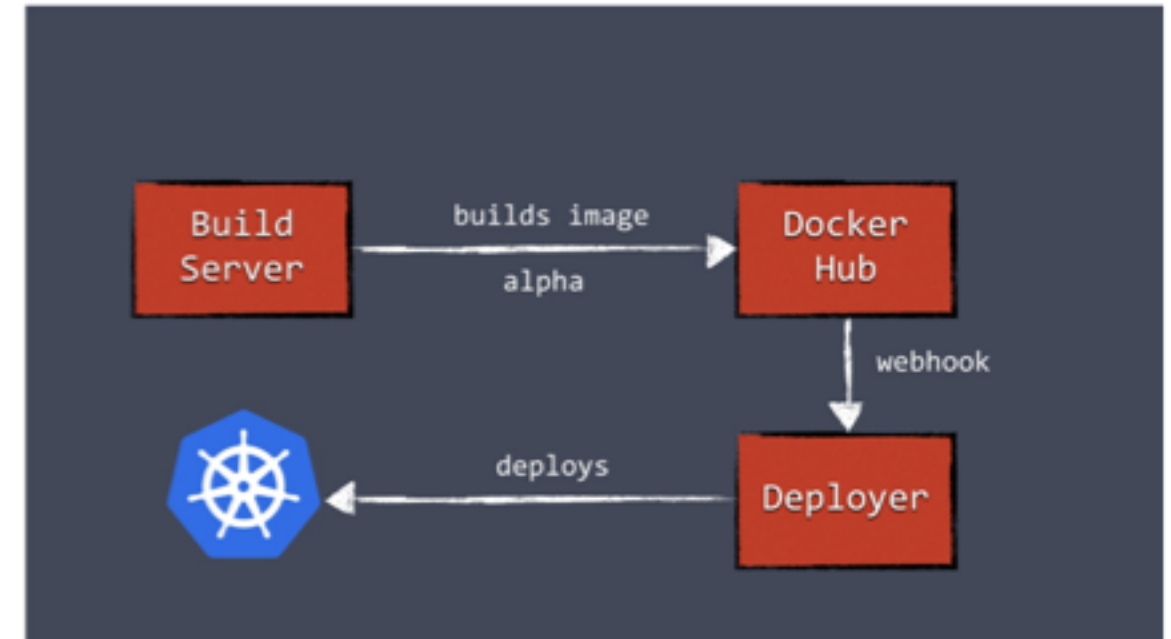 Build
Server
builds image
alpha
Docker
Hub
webhook
deploys
Deployer